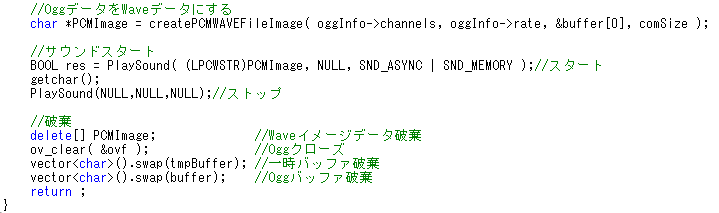 //OggデータをWaveデータにする
char *PCMImage = createPCMWAVEFileImage( oggInfo->channels, oggInfo->rate, &buffer[0], comSize );
//サウンドスタート
BOOL res = PlaySound( (LPCWSTR)PCMImage, NULL, SND_ASYNC | SND_MEMORY );//スタート
getchar();
PlaySound(NULL,NULL,NULL);//ストップ
//破棄
delete[] PCMImage; //Waveイメージデータ破棄
ov_clear( &ovf ); //Oggクローズ
vector<char>().swap(tmpBuffer); //一時バッファ破棄
vector<char>().swap(buffer); //Oggバッファ破棄
return ;
}